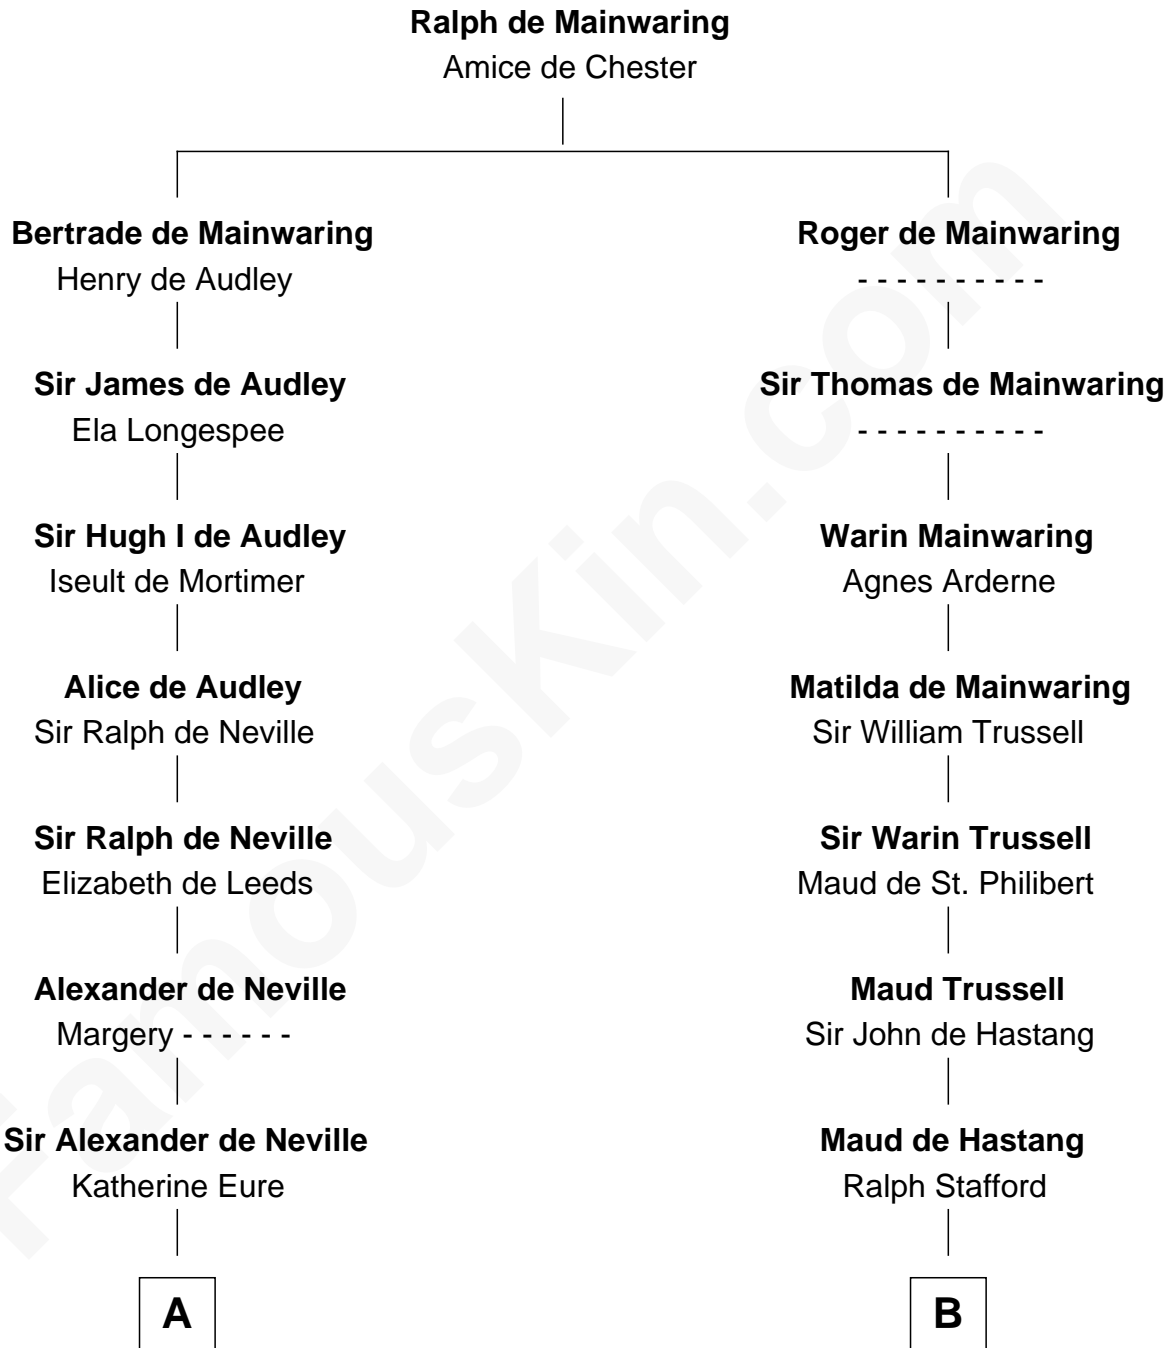 Ralph de Mainwaring
Amice de Chester
Bertrade de Mainwaring
Henry de Audley
Roger de Mainwaring
- - - - - - - - - -
Sir James de Audley
Ela Longespee
Sir Thomas de Mainwaring
- - - - - - - - - -
Sir Hugh I de Audley
Iseult de Mortimer
Warin Mainwaring
Agnes Arderne
Alice de Audley
Sir Ralph de Neville
Matilda de Mainwaring
Sir William Trussell
Sir Ralph de Neville
Elizabeth de Leeds
Sir Warin Trussell
Maud de St. Philibert
Alexander de Neville
Margery - - - - - -
Maud Trussell
Sir John de Hastang
Sir Alexander de Neville
Katherine Eure
Maud de Hastang
Ralph Stafford
A
B
FamousKin.com